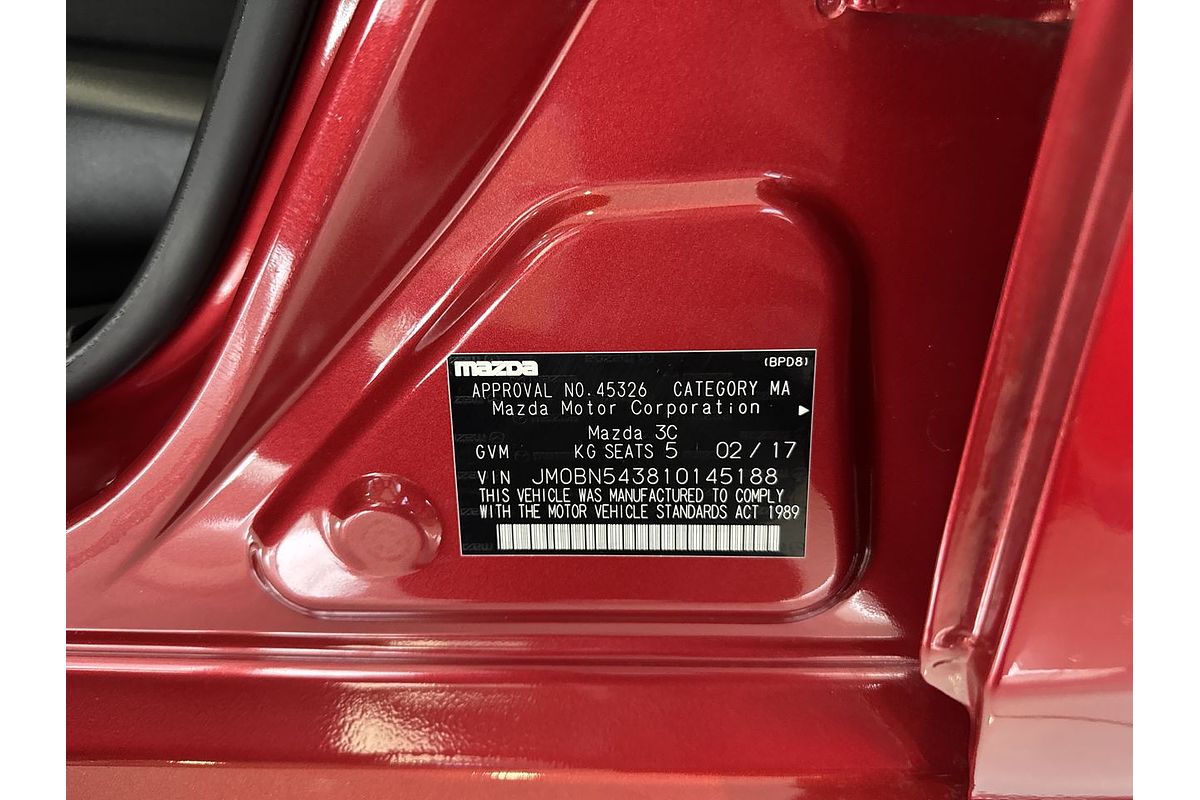 mazda (BPD8)
APPROVAL NO.45326 CATEGORY MA
Mazda Motor Corporation ▶
Mazda 3C
GVM KG SEATS 5 02/17
VIN JM0BN543810145188
THIS VEHICLE WAS MANUFACTURED TO COMPLY
WITH THE MOTOR VEHICLE STANDARDS ACT 1989